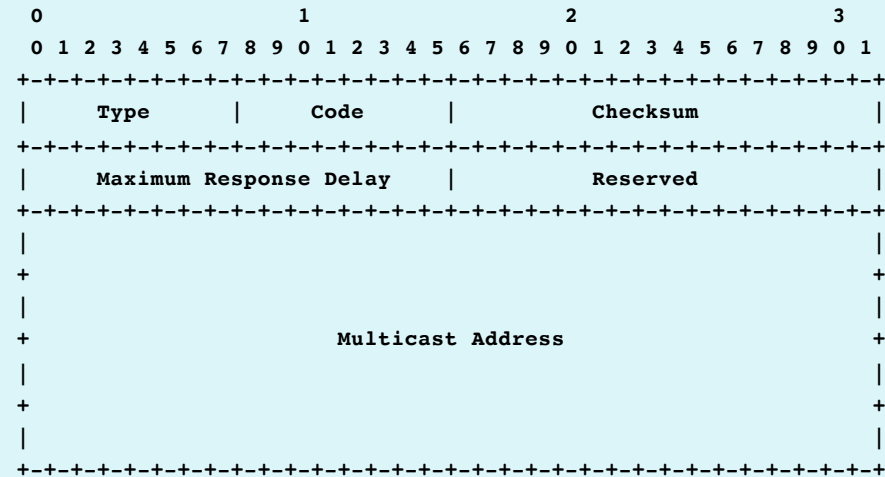 0                   1                   2                   3
 0 1 2 3 4 5 6 7 8 9 0 1 2 3 4 5 6 7 8 9 0 1 2 3 4 5 6 7 8 9 0 1
+-+-+-+-+-+-+-+-+-+-+-+-+-+-+-+-+-+-+-+-+-+-+-+-+-+-+-+-+-+-+-+-+
|     Type      |     Code      |          Checksum             |
+-+-+-+-+-+-+-+-+-+-+-+-+-+-+-+-+-+-+-+-+-+-+-+-+-+-+-+-+-+-+-+-+
|     Maximum Response Delay    |          Reserved             |
+-+-+-+-+-+-+-+-+-+-+-+-+-+-+-+-+-+-+-+-+-+-+-+-+-+-+-+-+-+-+-+-+
|                                                               |
+                                                               +
|                                                               |
+                       Multicast Address                       +
|                                                               |
+                                                               +
|                                                               |
+-+-+-+-+-+-+-+-+-+-+-+-+-+-+-+-+-+-+-+-+-+-+-+-+-+-+-+-+-+-+-+-+